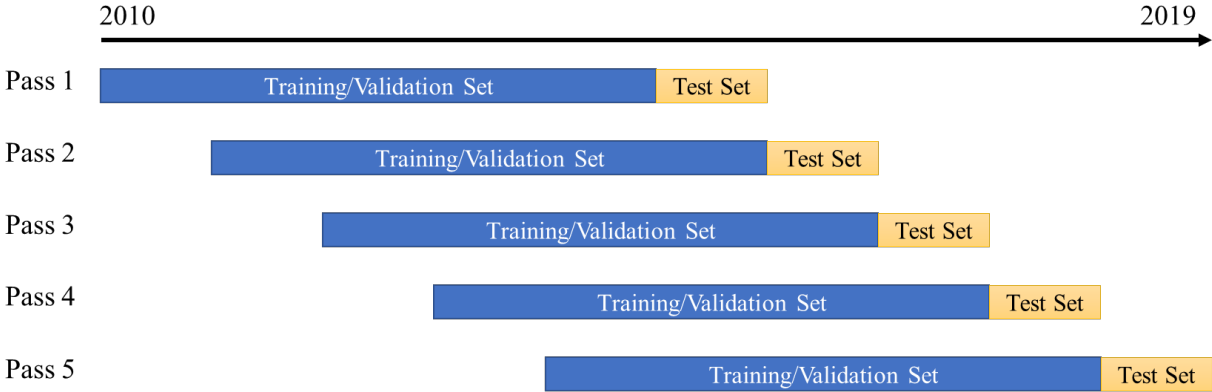 2010 2019
Pass 1 Training/Validation Set Test Set
Pass 2 Training/Validation Set Test Set
Pass 3 Training/Validation Set Test Set
Pass 4 Training/Validation Set Test Set
Pass 5 Training/Validation Set Test Set